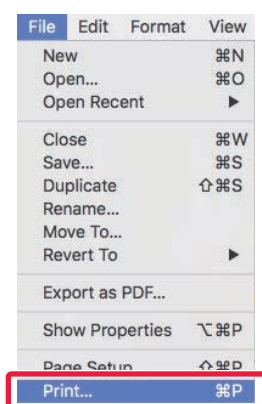 File Edit Format View
New ⌘N
Open... ⌘O
Open Recent ▶
Close ⌘W
Save... ⌘S
Duplicate ⇧⌘S
Rename...
Move To...
Revert To ▶
Export as PDF...
Show Properties ⌥⌘P
Page Setup ⇧⌘P
Print... ⌘P